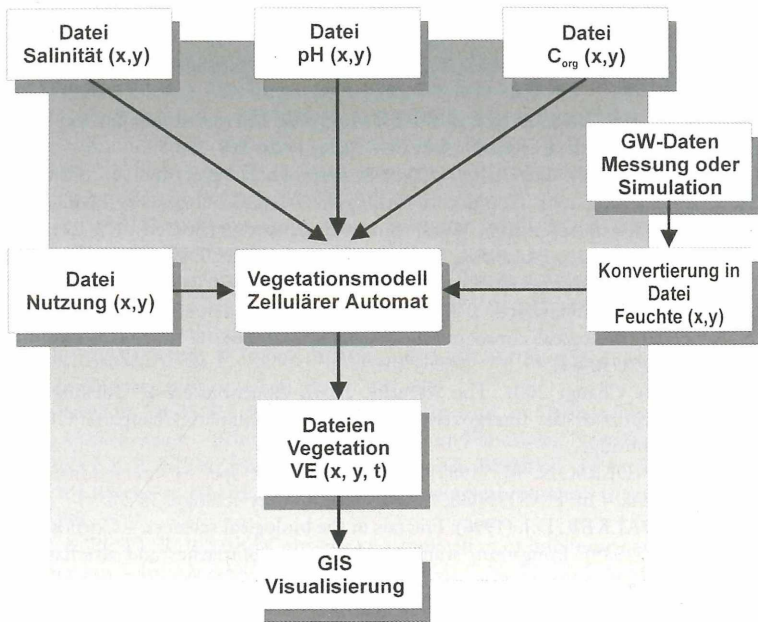 Datei
Salinität (x,y)
Datei
pH (x,y)
Datei
C_org (x,y)
GW-Daten
Messung oder
Simulation
Datei
Nutzung (x,y)
Vegetationsmodell
Zellulärer Automat
Konvertierung in
Datei
Feuchte (x,y)
Dateien
Vegetation
VE (x, y, t)
GIS
Visualisierung